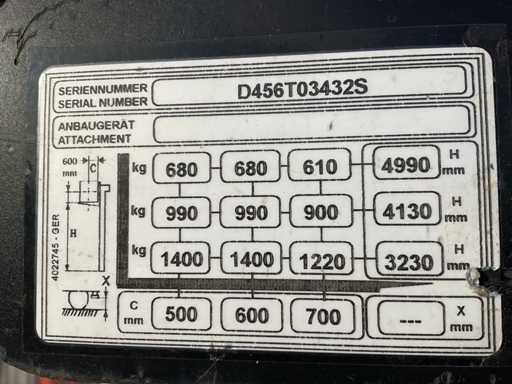 SERIENNUMMER
SERIAL NUMBER
D456T03432S
ANBAUGERÄT
ATTACHMENT
600 mm C
kg 680 680 610 4990 H mm
kg 990 990 900 4130 H mm
kg 1400 1400 1220 3230 H mm
H
X
C mm 500 600 700 --- X mm
4022745 - GER